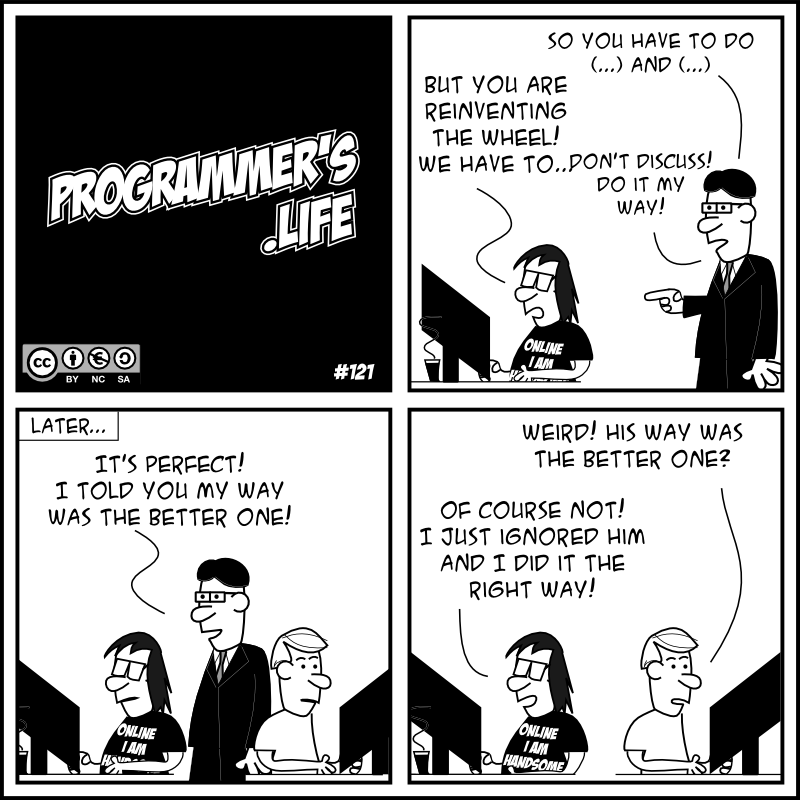 PROGRAMMER'S
.LIFE
cc
BY NC SA
#121
SO YOU HAVE TO DO
(...) AND (...)
BUT YOU ARE
REINVENTING
THE WHEEL!
WE HAVE TO...
DON'T DISCUSS!
DO IT MY
WAY!
ONLINE
I AM
LATER...
IT'S PERFECT!
I TOLD YOU MY WAY
WAS THE BETTER ONE!
ONLINE
I AM
WEIRD! HIS WAY WAS
THE BETTER ONE?
OF COURSE NOT!
I JUST IGNORED HIM
AND I DID IT THE
RIGHT WAY!
ONLINE
I AM
HANDSOME